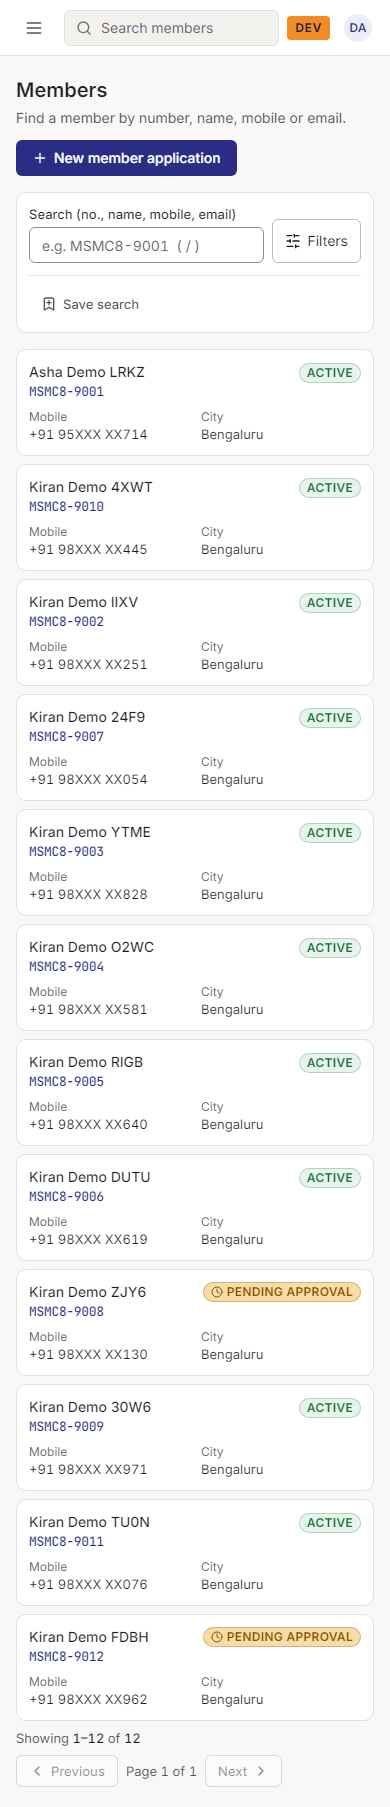 Search members
DEV
DA
Members
Find a member by number, name, mobile or email.
New member application
Search (no., name, mobile, email)
e.g. MSMC8-9001 ( / )
Filters
Save search
Asha Demo LRKZ
ACTIVE
MSMC8-9001
Mobile City
+91 95XXX XX714 Bengaluru
Kiran Demo 4XWT
ACTIVE
MSMC8-9010
Mobile City
+91 98XXX XX445 Bengaluru
Kiran Demo IIXV
ACTIVE
MSMC8-9002
Mobile City
+91 98XXX XX251 Bengaluru
Kiran Demo 24F9
ACTIVE
MSMC8-9007
Mobile City
+91 98XXX XX054 Bengaluru
Kiran Demo YTME
ACTIVE
MSMC8-9003
Mobile City
+91 98XXX XX828 Bengaluru
Kiran Demo O2WC
ACTIVE
MSMC8-9004
Mobile City
+91 98XXX XX581 Bengaluru
Kiran Demo RIGB
ACTIVE
MSMC8-9005
Mobile City
+91 98XXX XX640 Bengaluru
Kiran Demo DUTU
ACTIVE
MSMC8-9006
Mobile City
+91 98XXX XX619 Bengaluru
Kiran Demo ZJY6
PENDING APPROVAL
MSMC8-9008
Mobile City
+91 98XXX XX130 Bengaluru
Kiran Demo 30W6
ACTIVE
MSMC8-9009
Mobile City
+91 98XXX XX971 Bengaluru
Kiran Demo TU0N
ACTIVE
MSMC8-9011
Mobile City
+91 98XXX XX076 Bengaluru
Kiran Demo FDBH
PENDING APPROVAL
MSMC8-9012
Mobile City
+91 98XXX XX962 Bengaluru
Showing 1–12 of 12
Previous Page 1 of 1 Next